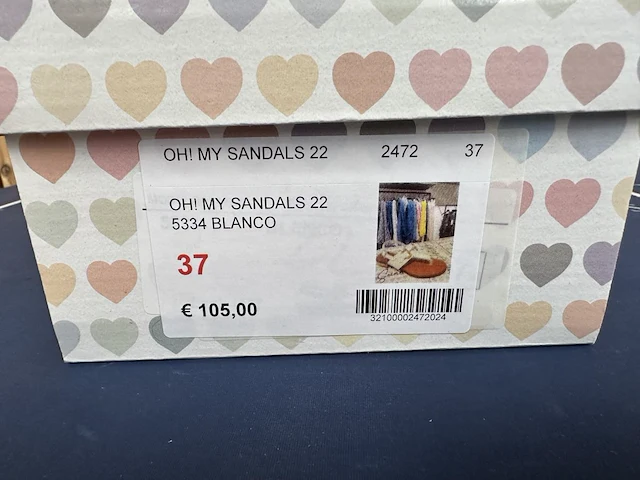 OH! MY SANDALS 22 2472 37
OH! MY SANDALS 22
5334 BLANCO
37
€ 105,00
32100002472024